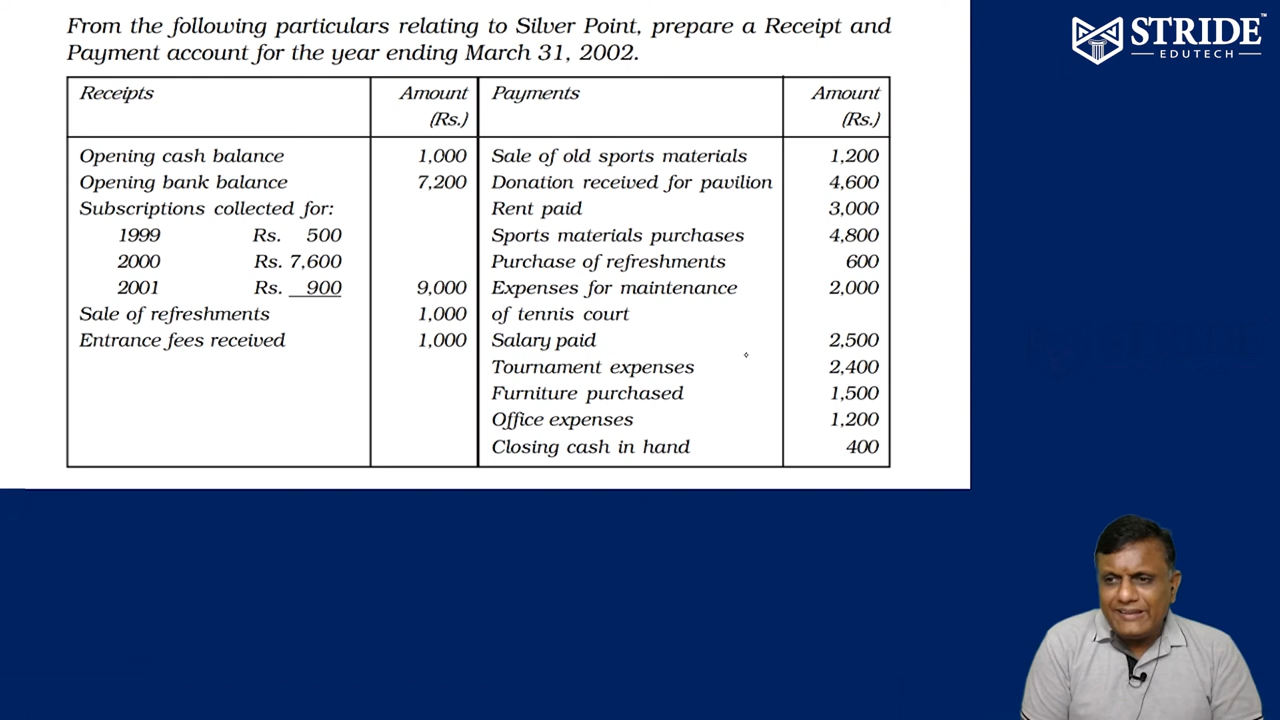 From the following particulars relating to Silver Point, prepare a Receipt and
Payment account for the year ending March 31, 2002.
STRIDE
EDUTECH
Receipts Amount (Rs.) Payments Amount (Rs.)
Opening cash balance 1,000 Sale of old sports materials 1,200
Opening bank balance 7,200 Donation received for pavilion 4,600
Subscriptions collected for: Rent paid 3,000
1999 Rs. 500 Sports materials purchases 4,800
2000 Rs. 7,600 Purchase of refreshments 600
2001 Rs. 900 9,000 Expenses for maintenance 2,000
Sale of refreshments 1,000 of tennis court
Entrance fees received 1,000 Salary paid 2,500
Tournament expenses 2,400
Furniture purchased 1,500
Office expenses 1,200
Closing cash in hand 400